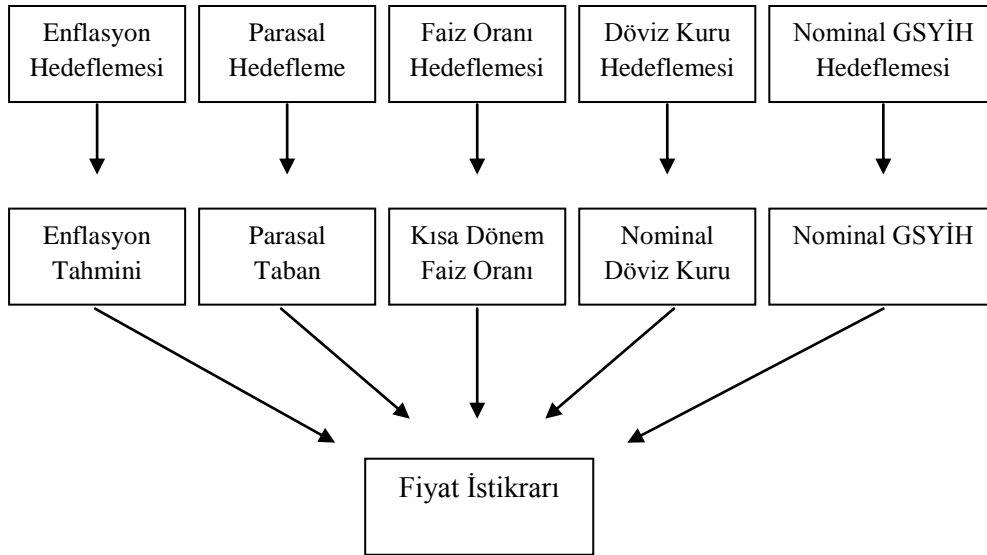 Enflasyon
Hedeflemesi
Parasal
Hedefleme
Faiz Oranı
Hedeflemesi
Döviz Kuru
Hedeflemesi
Nominal GSYİH
Hedeflemesi
Enflasyon
Tahmini
Parasal
Taban
Kısa Dönem
Faiz Oranı
Nominal
Döviz Kuru
Nominal GSYİH
Fiyat İstikrarı